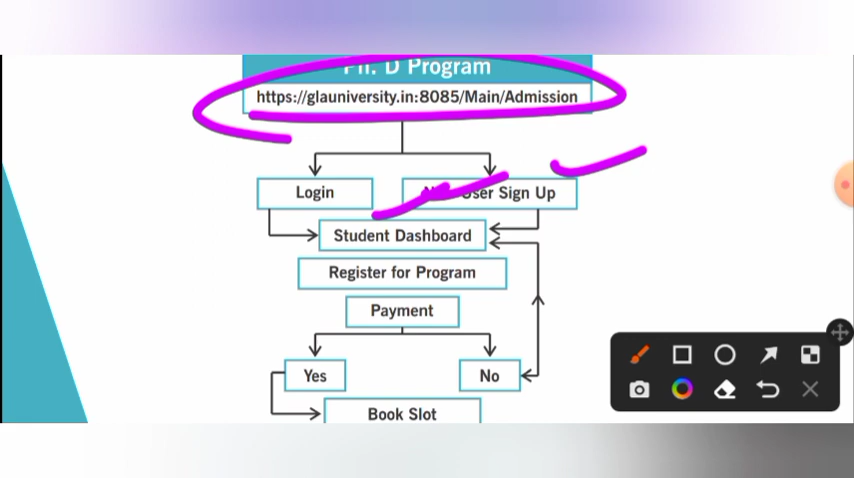 Ph. D Program
https://glauniversity.in:8085/Main/Admission
Login
User Sign Up
Student Dashboard
Register for Program
Payment
Yes
No
Book Slot